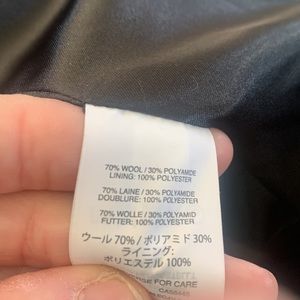 70% WOOL / 30% POLYAMIDE
LINING: 100% POLYESTER
70% LAINE / 30% POLYAMIDE
DOUBLURE: 100% POLYESTER
70% WOLLE / 30% POLYAMID
FUTTER: 100% POLYESTER
ウール 70% / ポリアミド 30%
ライニング:
ポリエステル 100%
FOR CARE